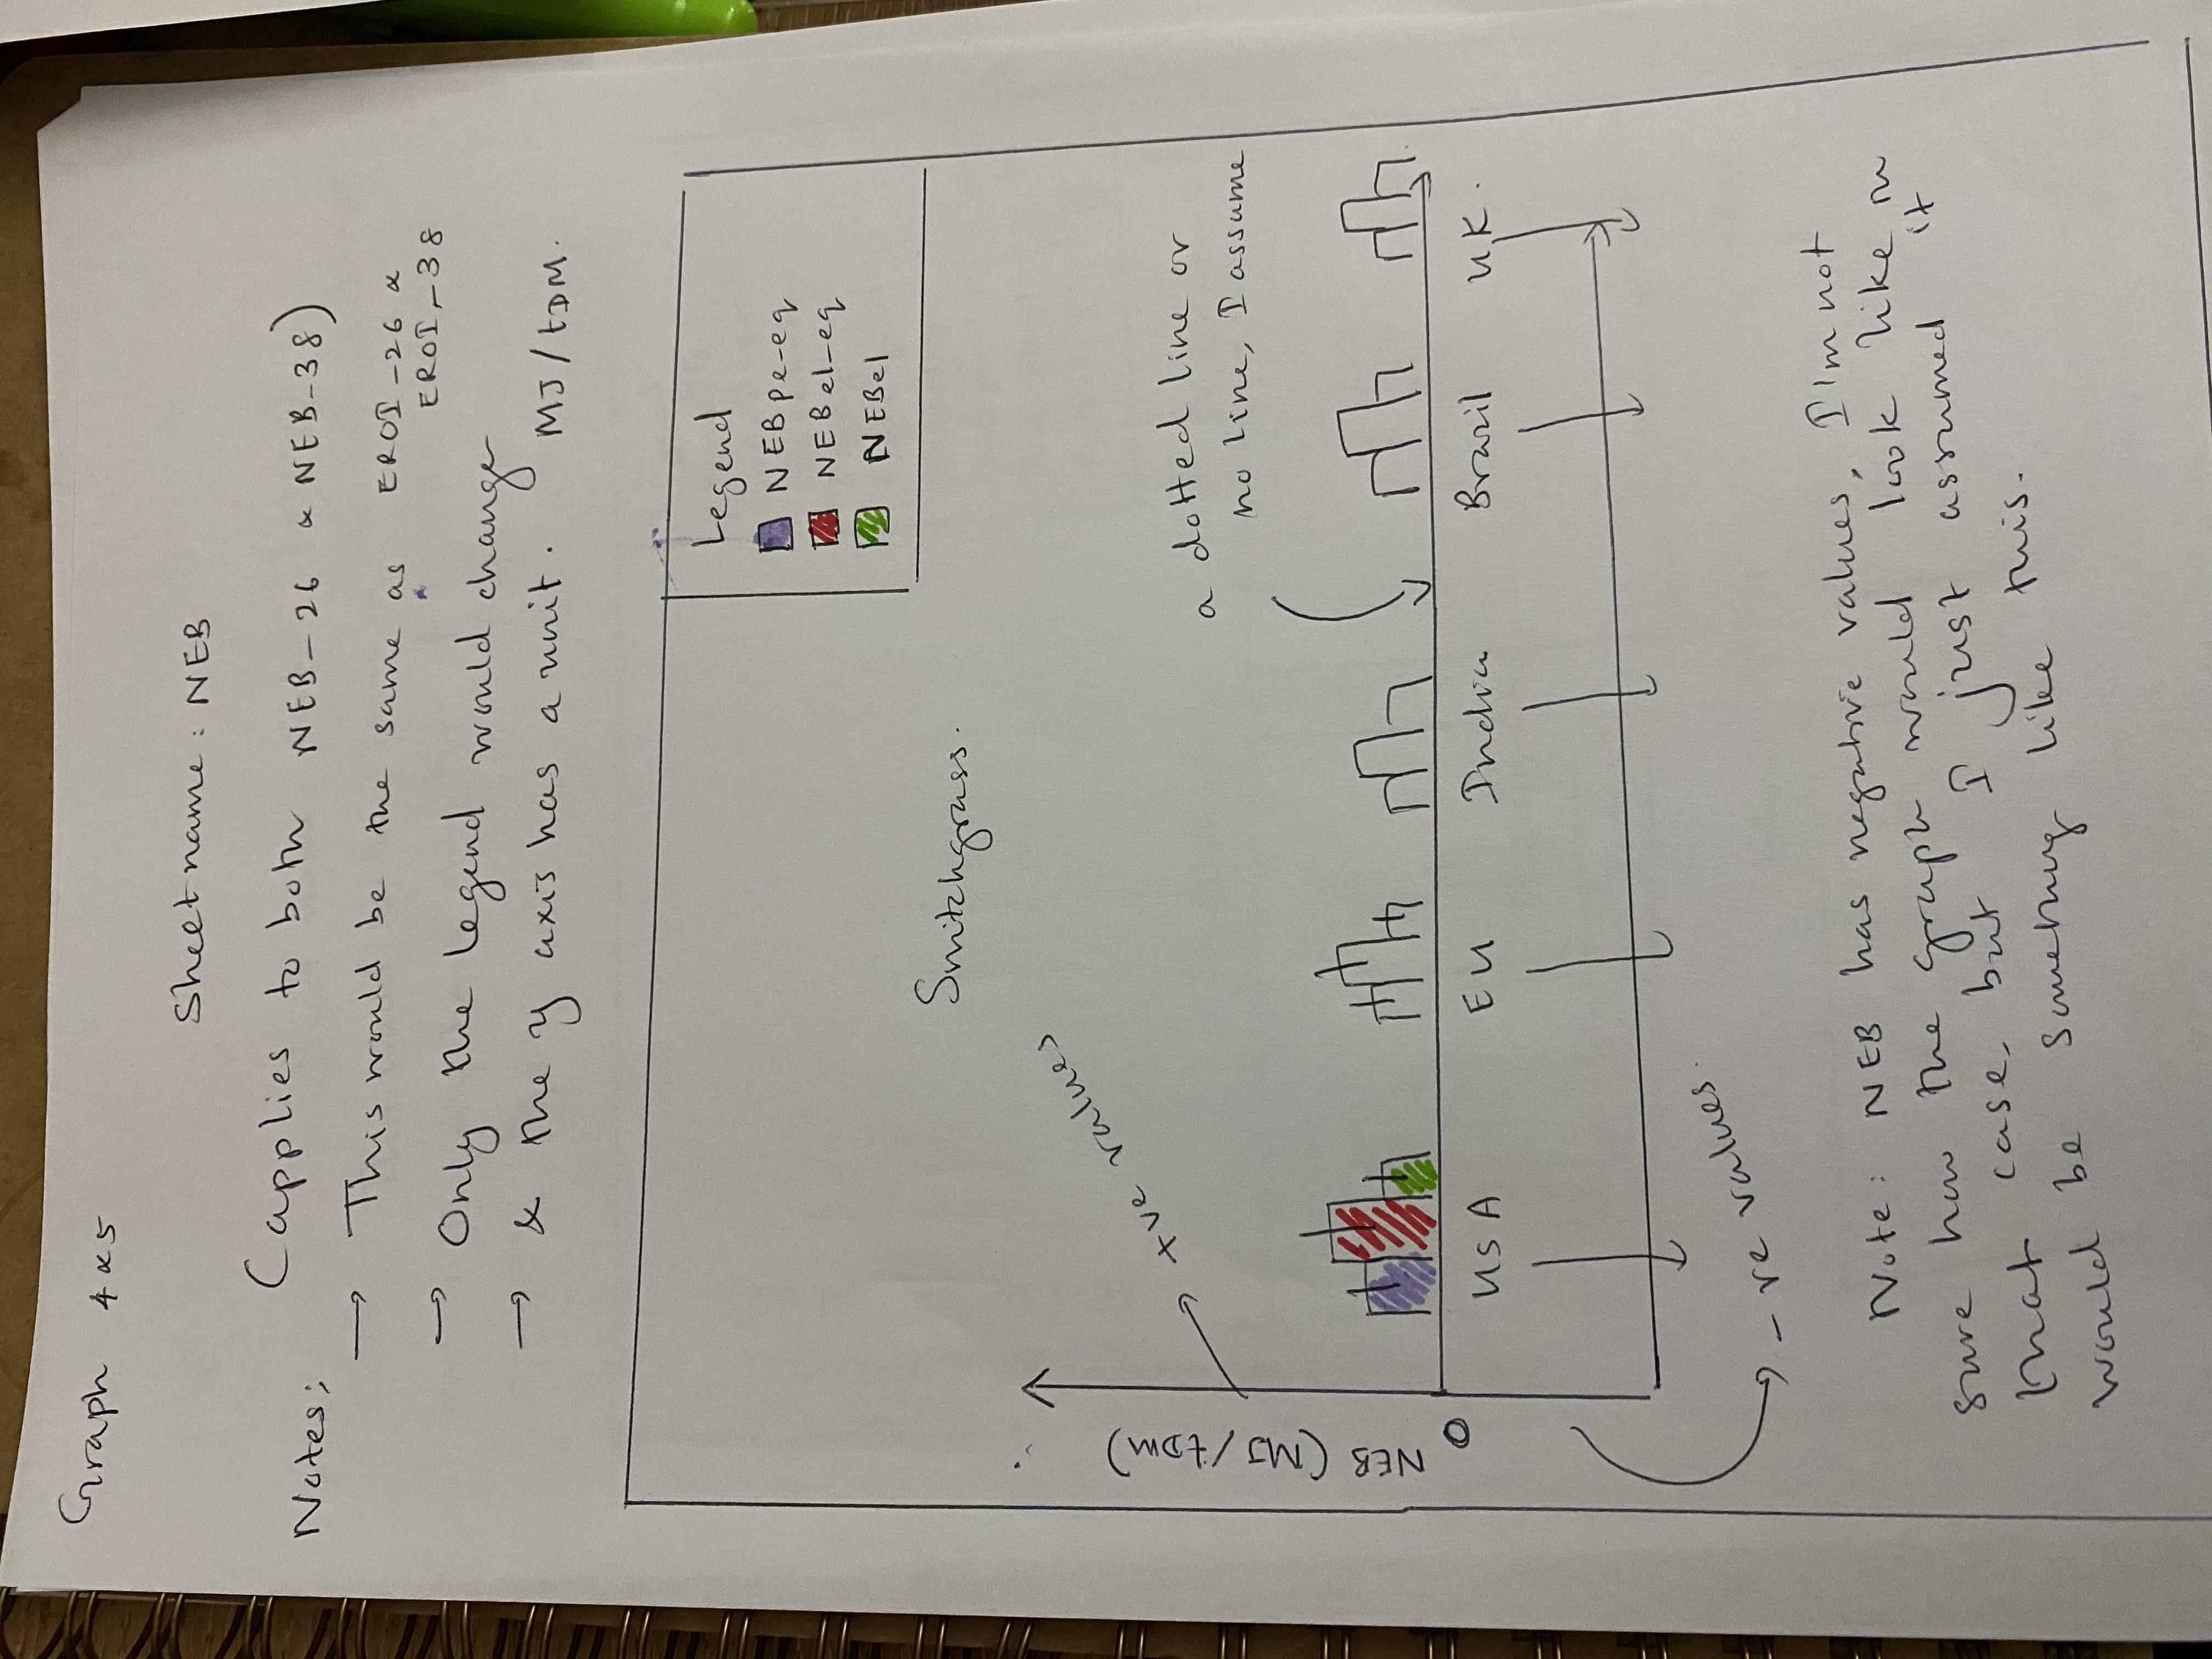 Graph 4 & 5
Sheetname: NEB
(applies to both NEB-26 & NEB-38)
Notes:
→ This would be the same as EROI-26 &
EROI-38
→ Only the legend would change
→ & the y axis has a unit. MJ/tDM.
Legend
NEBpe-eq
NEBel-eq
NEBel
Switchgrass.
+ve values
NEB (MJ/tDM)
a dotted line or
no line, I assume
0
USA EU India Brazil UK.
-ve values.
Note: NEB has negative values, I'm not
sure how the graph would look like in
that case, but I just assumed it
would be something like this.